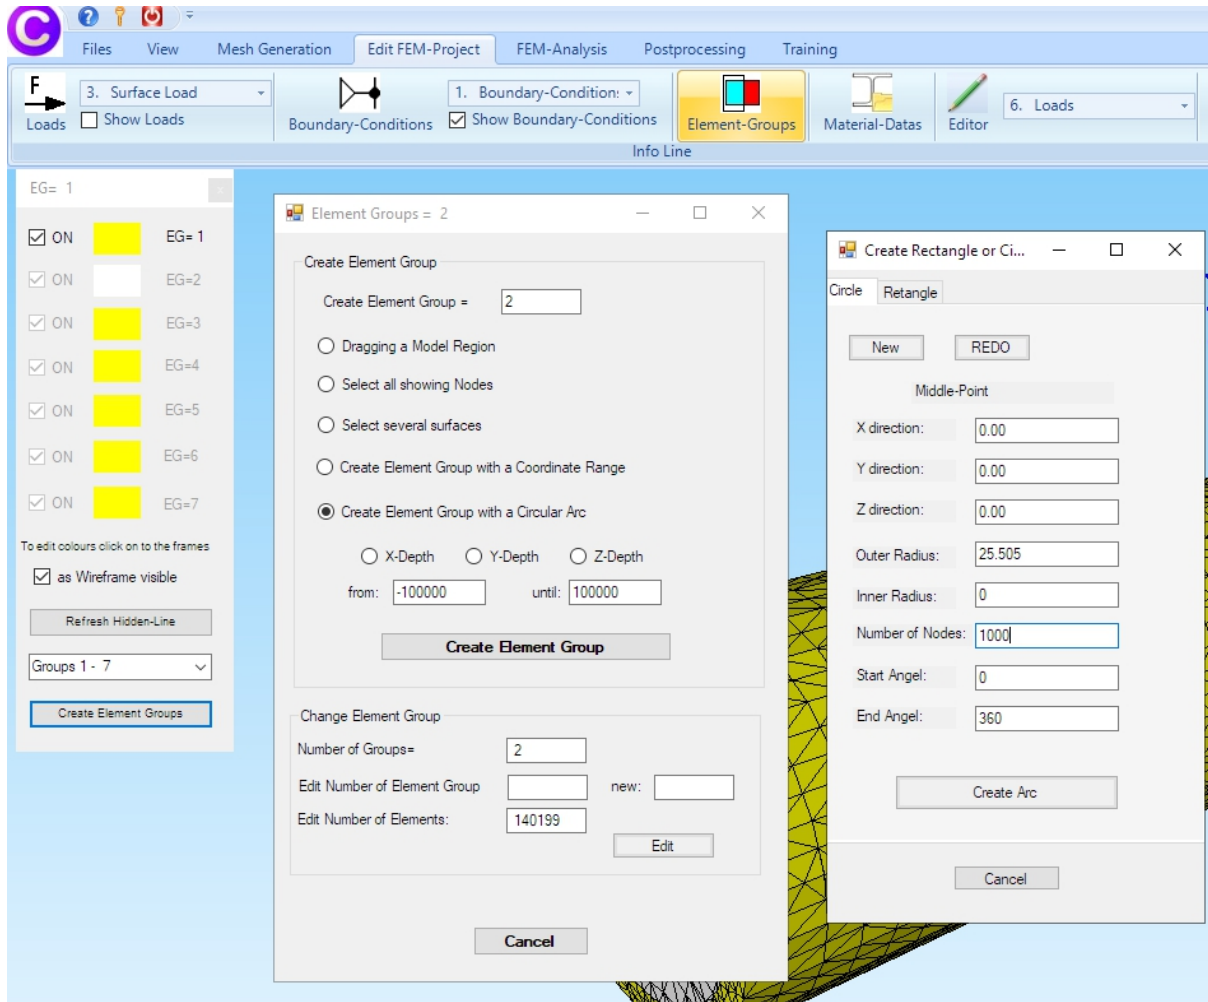 C
Files View Mesh Generation Edit FEM-Project FEM-Analysis Postprocessing Training
F
Loads
3. Surface Load
Show Loads
Boundary-Conditions
1. Boundary-Condition:
Show Boundary-Conditions
Element-Groups
Material-Datas
Editor
6. Loads
Info Line
EG= 1
ON EG= 1
ON EG=2
ON EG=3
ON EG=4
ON EG=5
ON EG=6
ON EG=7
To edit colours click on to the frames
as Wireframe visible
Refresh Hidden-Line
Groups 1 - 7
Create Element Groups
Element Groups = 2
Create Element Group
Create Element Group = 2
Dragging a Model Region
Select all showing Nodes
Select several surfaces
Create Element Group with a Coordinate Range
Create Element Group with a Circular Arc
X-Depth Y-Depth Z-Depth
from: -100000 until: 100000
Create Element Group
Change Element Group
Number of Groups= 2
Edit Number of Element Group new:
Edit Number of Elements: 140199
Edit
Cancel
Create Rectangle or Ci...
Circle Retangle
New REDO
Middle-Point
X direction: 0.00
Y direction: 0.00
Z direction: 0.00
Outer Radius: 25.505
Inner Radius: 0
Number of Nodes: 1000
Start Angel: 0
End Angel: 360
Create Arc
Cancel